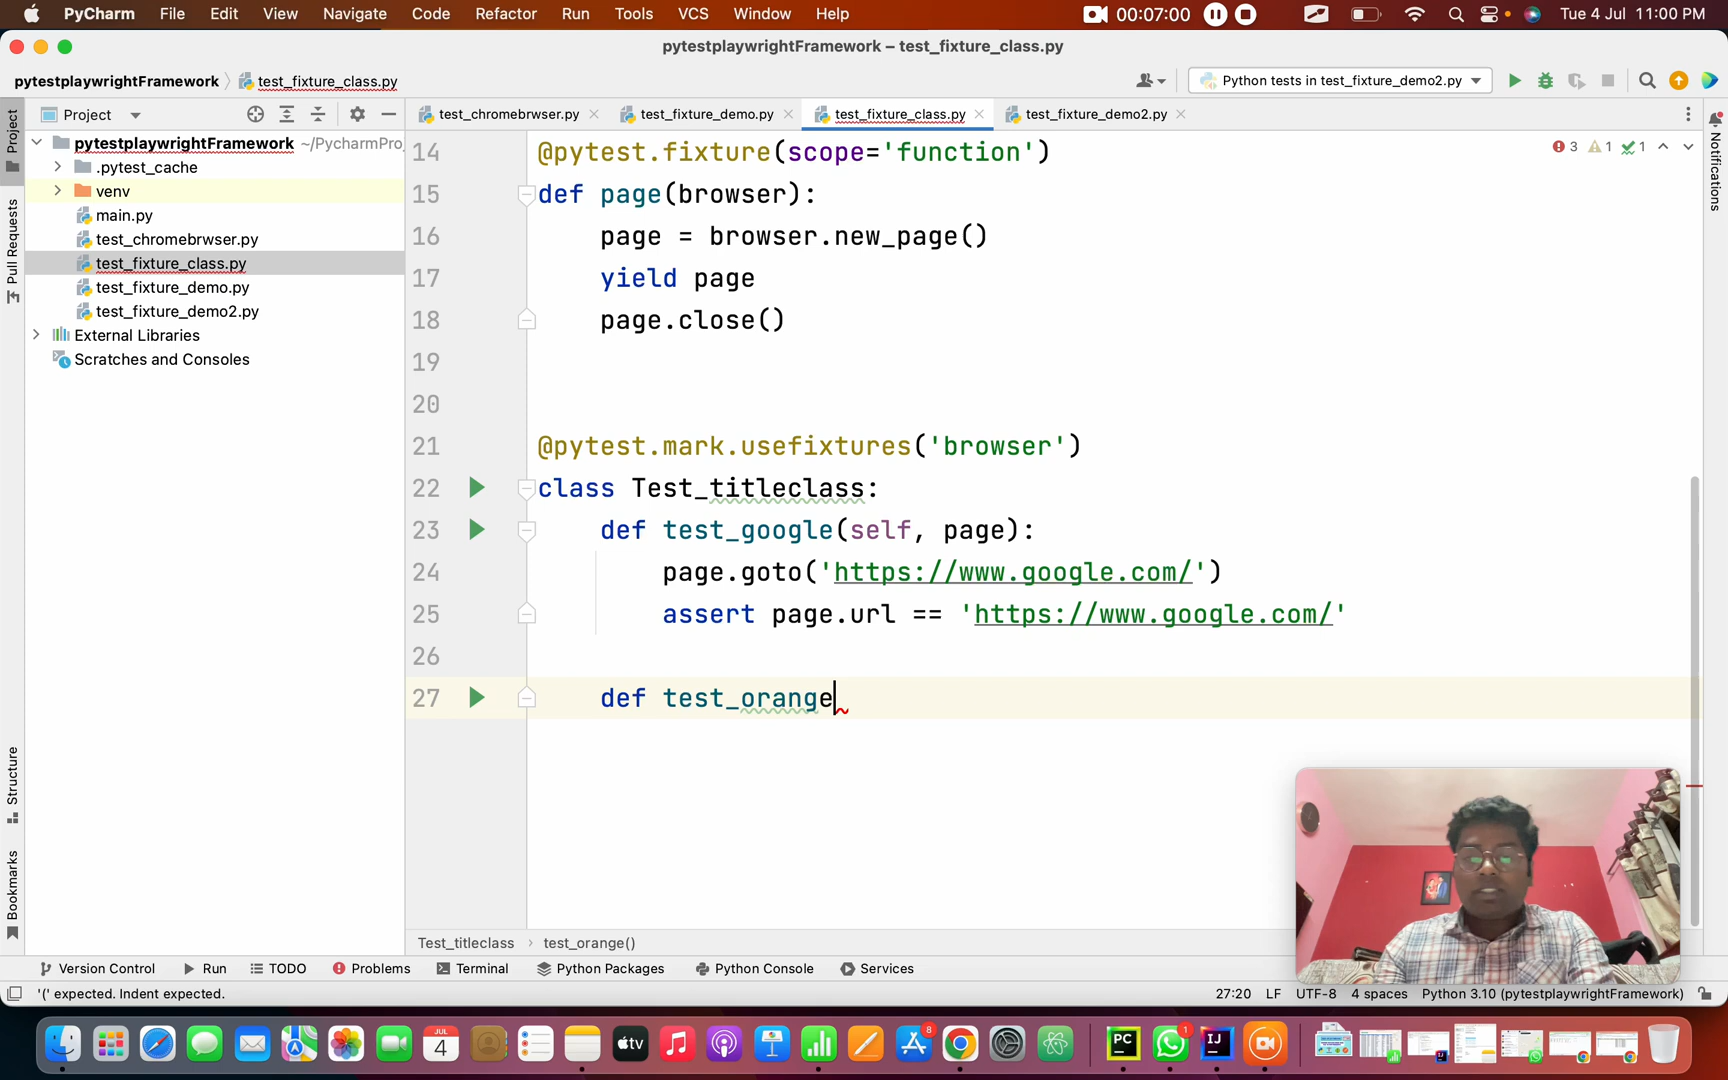 PyCharm File Edit View Navigate Code Refactor Run Tools VCS Window Help 00:07:00 Tue 4 Jul 11:00 PM
pytestplaywrightFramework – test_fixture_class.py
pytestplaywrightFramework test_fixture_class.py Python tests in test_fixture_demo2.py
Project test_chromebrwser.py test_fixture_demo.py test_fixture_class.py test_fixture_demo2.py
Project
Pull Requests
Structure
Bookmarks
Notifications
pytestplaywrightFramework ~/PycharmPro
.pytest_cache
venv
main.py
test_chromebrwser.py
test_fixture_class.py
test_fixture_demo.py
test_fixture_demo2.py
External Libraries
Scratches and Consoles
3 1 1
14 @pytest.fixture(scope='function')
15 def page(browser):
16 page = browser.new_page()
17 yield page
18 page.close()
19
20
21 @pytest.mark.usefixtures('browser')
22 class Test_titleclass:
23 def test_google(self, page):
24 page.goto('https://www.google.com/')
25 assert page.url == 'https://www.google.com/'
26
27 def test_orange
Test_titleclass › test_orange()
Version Control Run TODO Problems Terminal Python Packages Python Console Services
'(' expected. Indent expected. 27:20 LF UTF-8 4 spaces Python 3.10 (pytestplaywrightFramework)
JUL
4
tv
8
PC
1
IJ